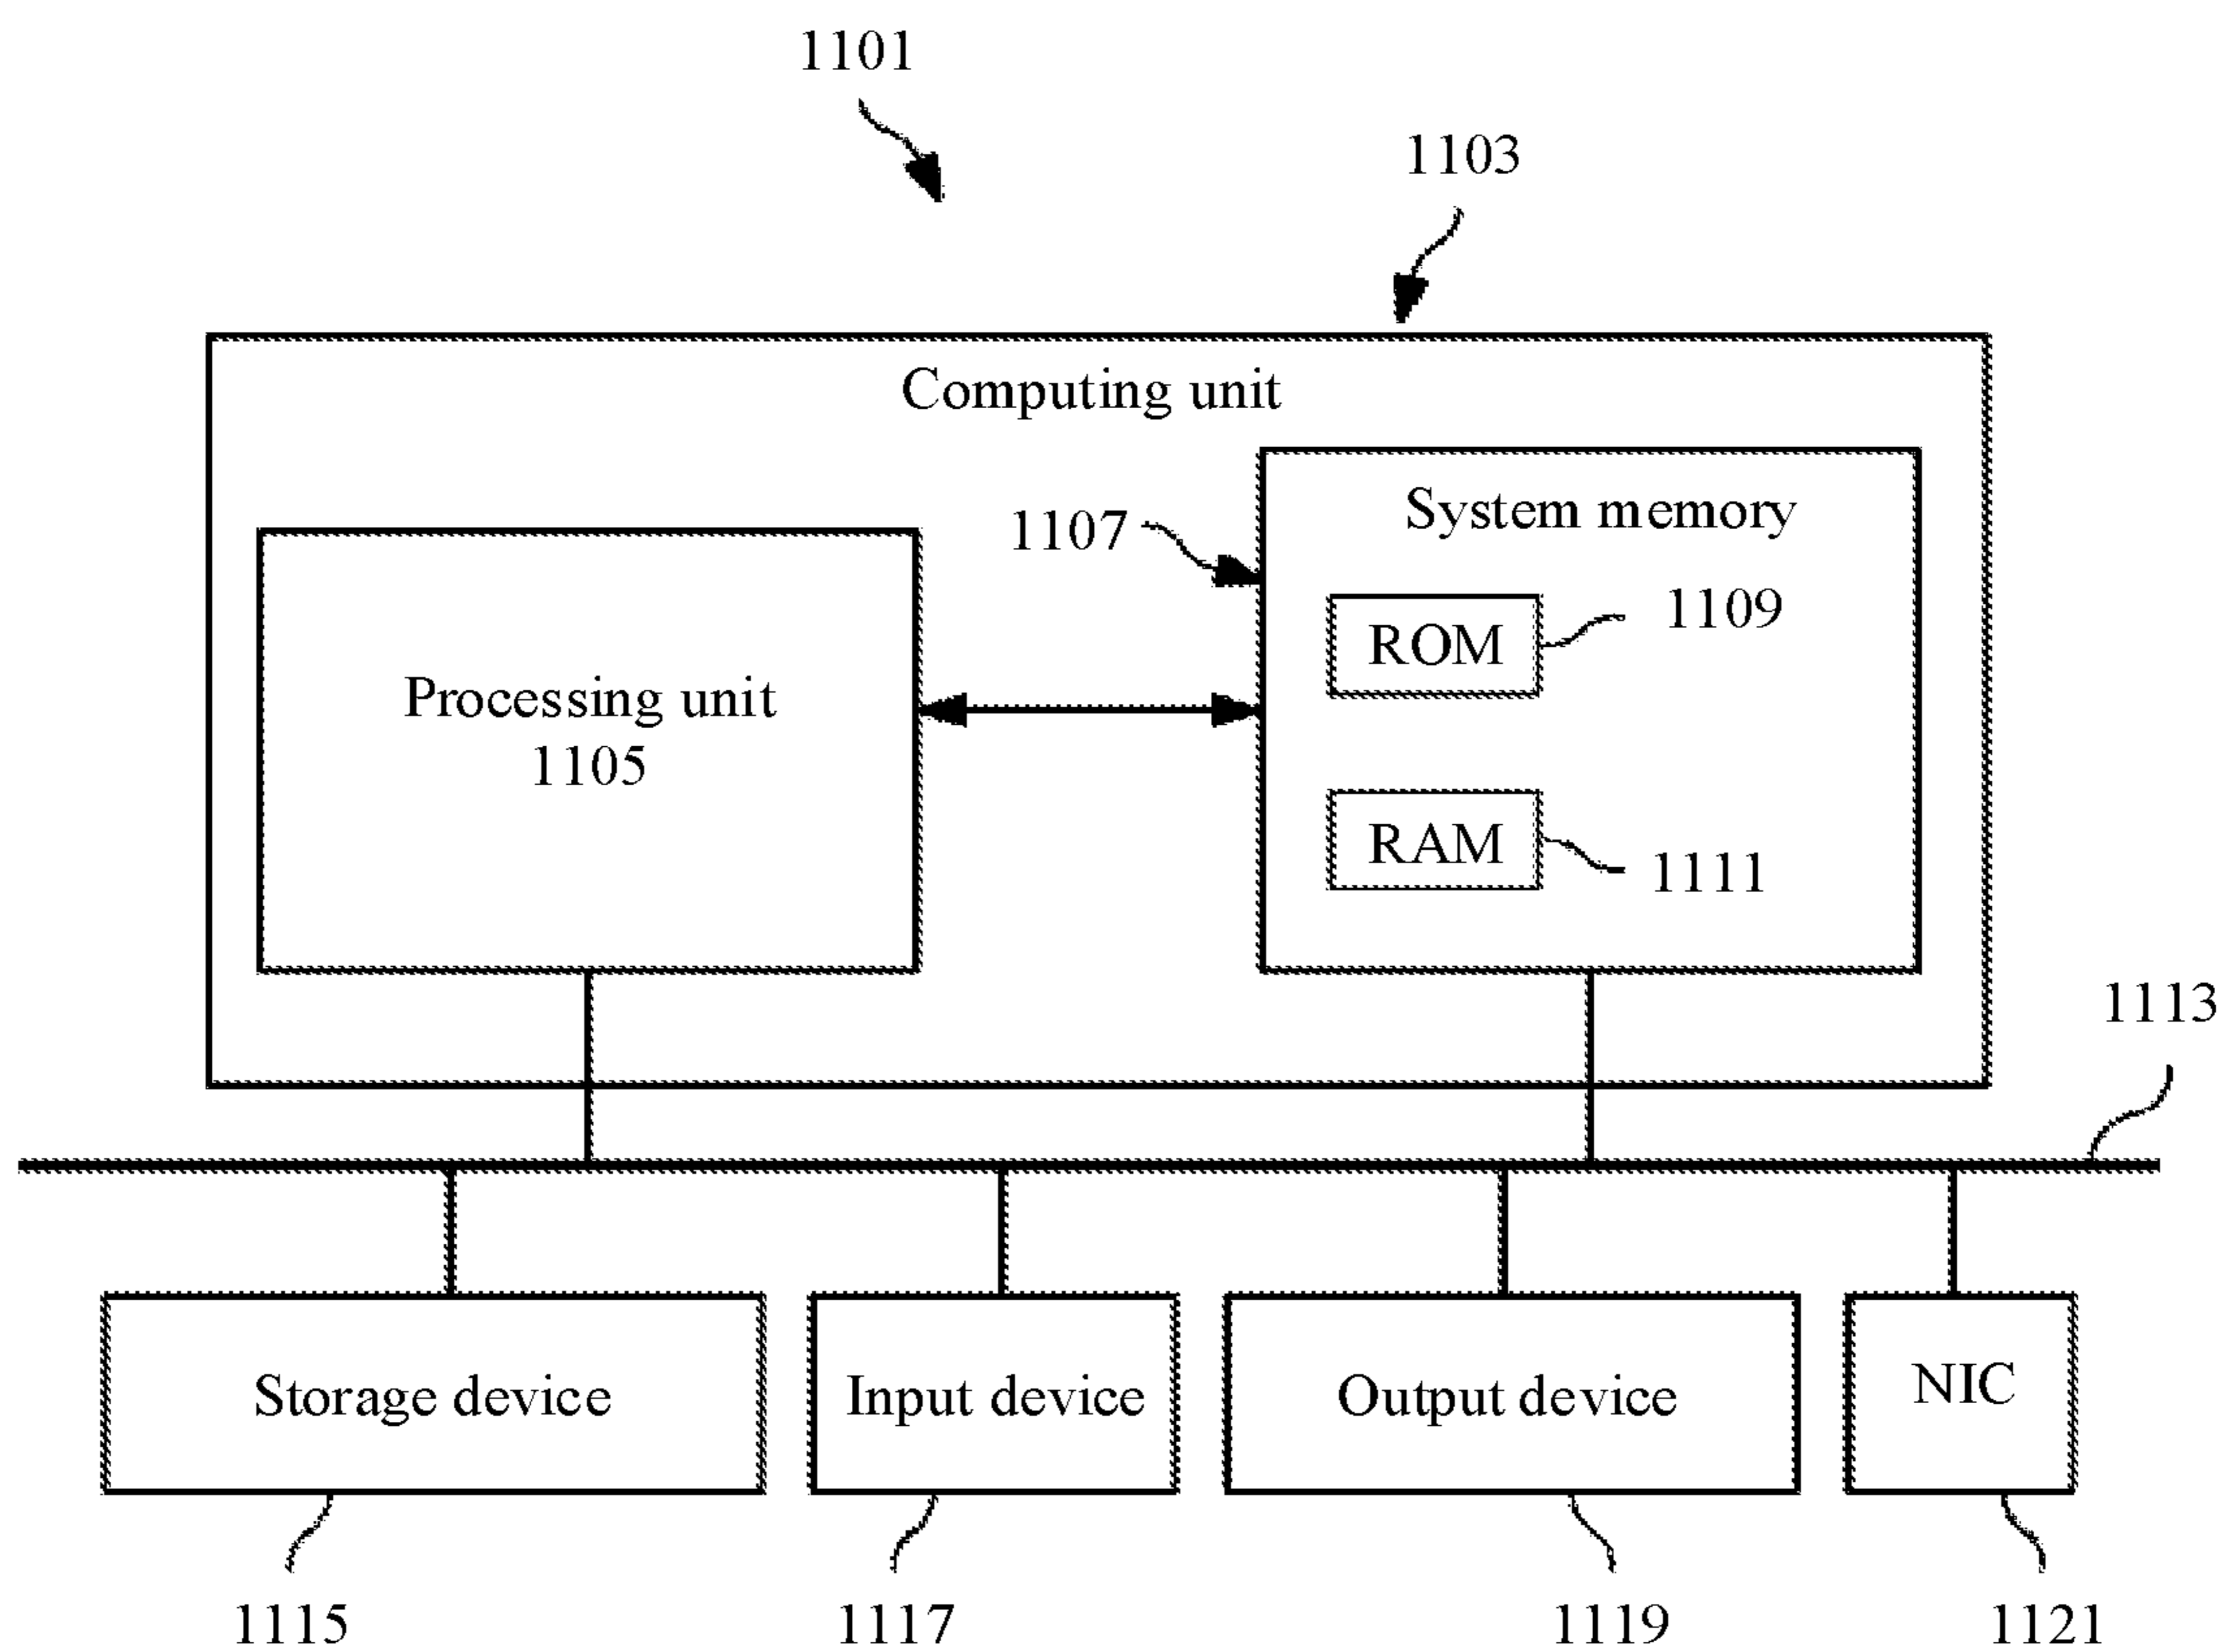 1101
1103
Computing unit
System memory
1107
1109
ROM
Processing unit
1105
RAM
1111
1113
Storage device
Input device
Output device
NIC
1115
1117
1119
1121